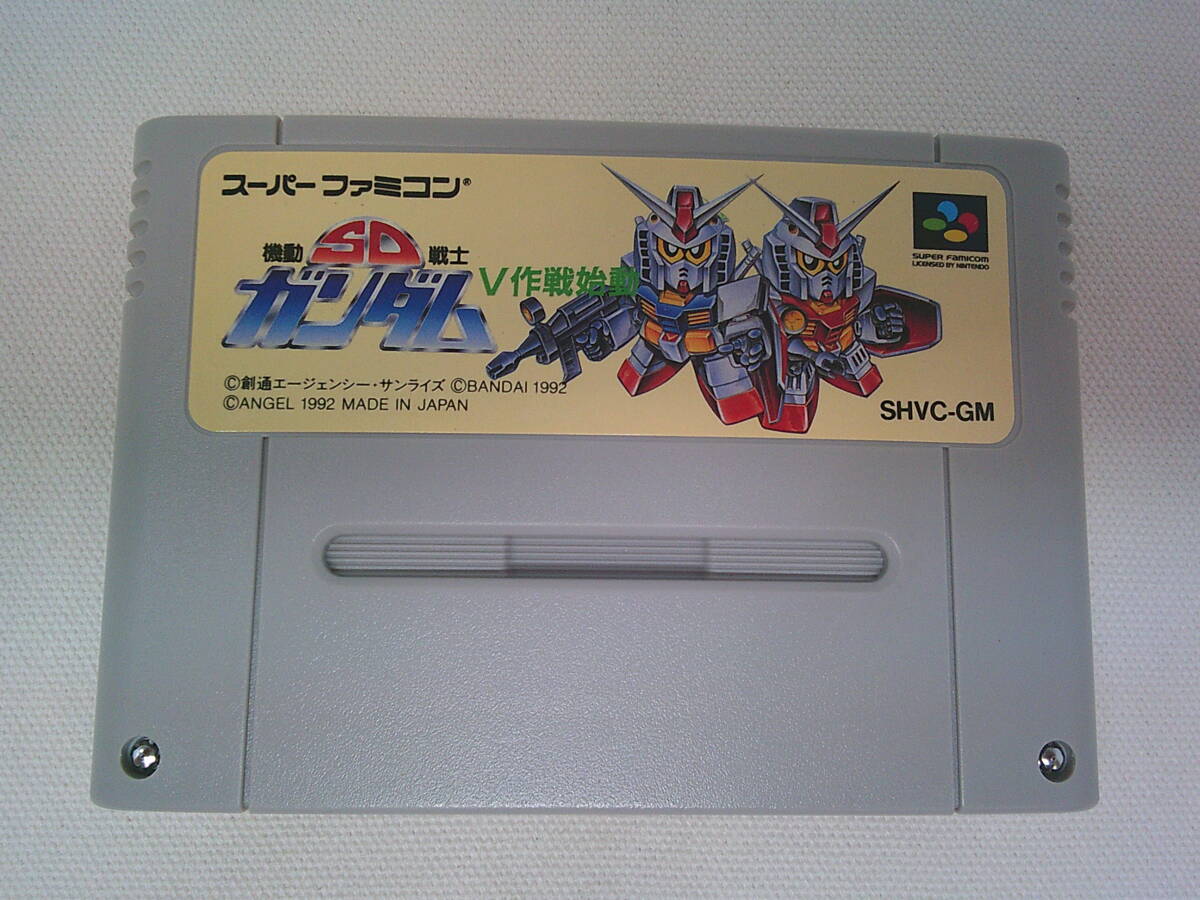 スーパーファミコン®
機動 SD 戦士
ガンダム
V作戦始動
SUPER FAMICOM
LICENSED BY NINTENDO
©創通エージェンシー・サンライズ ©BANDAI 1992
©ANGEL 1992 MADE IN JAPAN
SHVC-GM